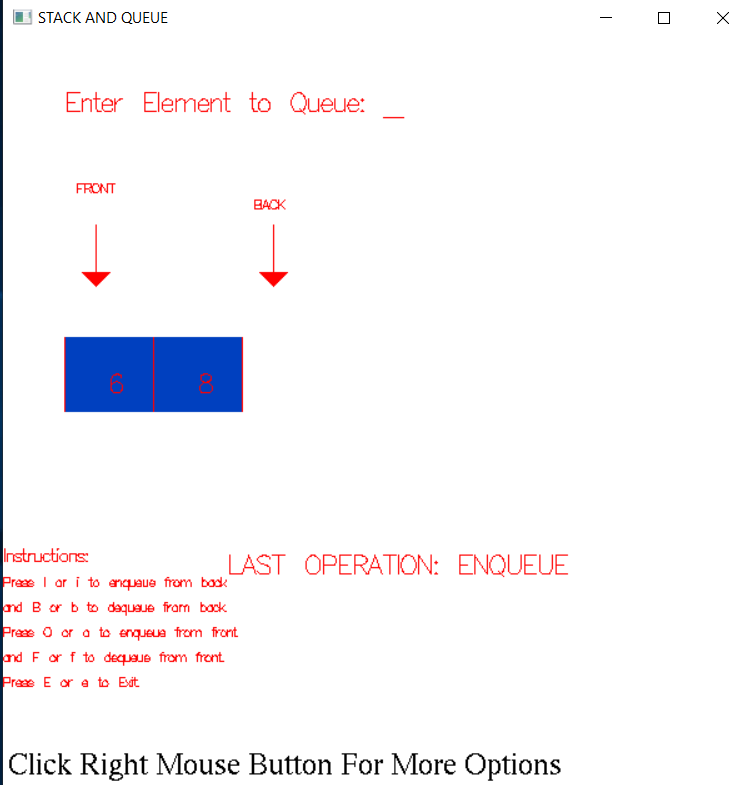 STACK AND QUEUE
Enter Element to Queue: _
FRONT
BACK
6 8
Instructions:
Press I or i to enqueue from back
and B or b to dequeue from back
Press O or o to enqueue from front
and F or f to dequeue from front
Press E or e to Exit
LAST OPERATION: ENQUEUE
Click Right Mouse Button For More Options